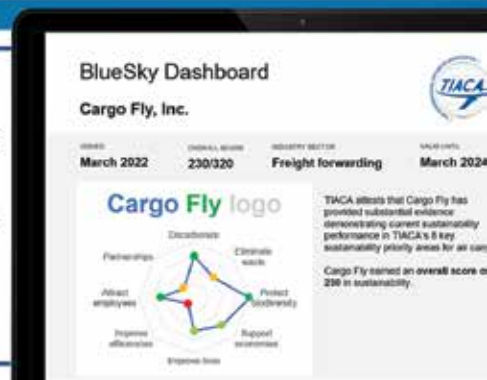 BlueSky Dashboard
TIACA
Cargo Fly, Inc.
ISSUED OVERALL SCORE INDUSTRY SECTOR VALID UNTIL
March 2022 230/320 Freight forwarding March 2024
Cargo Fly logo
TIACA attests that Cargo Fly has
provided substantial evidence
demonstrating current sustainability
performance in TIACA's 8 key
sustainability priority areas for air
Cargo Fly earned an overall score
230 in sustainability.
Decarbonize
Eliminate
waste
Protect
biodiversity
Support
economies
Improve lives
Improve
efficiencies
Attract
employees
Partnerships